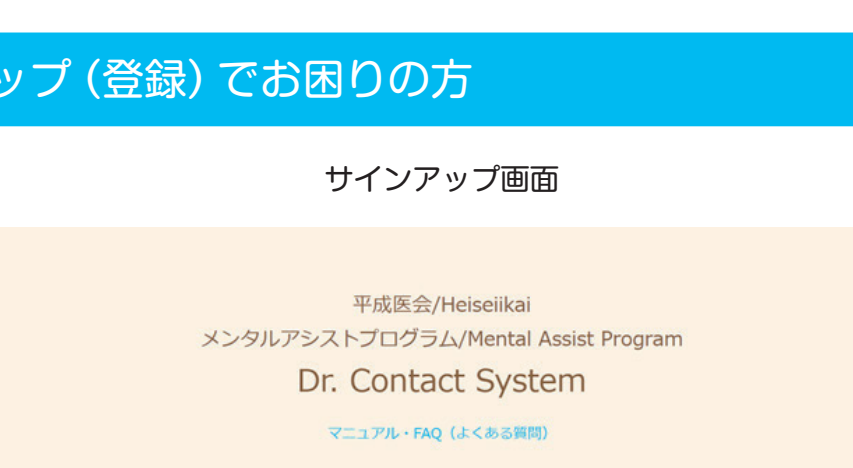 ップ（登録）でお困りの方
サインアップ画面
平成医会/Heiseiikai
メンタルアシストプログラム/Mental Assist Program
Dr. Contact System
マニュアル・FAQ（よくある質問）